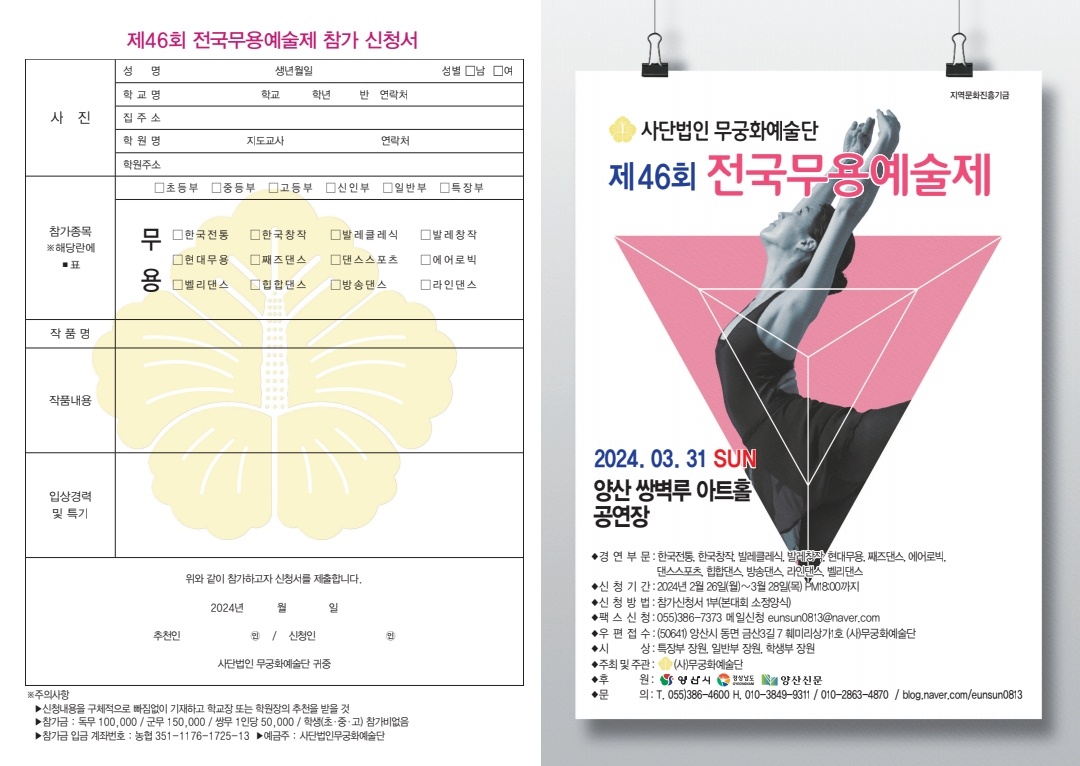 제46회 전국무용예술제 참가 신청서
사 진
성 명 생년월일 성별 □남 □여
학 교 명 학교 학년 반 연락처
집 주 소
학 원 명 지도교사 연락처
학원주소
참가종목
※해당란에
■ 표
□초등부 □중등부 □고등부 □신인부 □일반부 □특장부
무용
□한국전통 □한국창작 □발레클레식 □발레창작
□현대무용 □째즈댄스 □댄스스포츠 □에어로빅
□벨리댄스 □힙합댄스 □방송댄스 □라인댄스
작 품 명
작품내용
입상경력
및 특기
위와 같이 참가하고자 신청서를 제출합니다.
2024년 월 일
추천인 ㊞ / 신청인 ㊞
사단법인 무궁화예술단 귀중
※주의사항
▶신청내용을 구체적으로 빠짐없이 기재하고 학교장 또는 학원장의 추천을 받을 것
▶참가금 : 독무 100,000 / 군무 150,000 / 쌍무 1인당 50,000 / 학생(초·중·고) 참가비없음
▶참가금 입금 계좌번호 : 농협 351-1176-1725-13 ▶예금주 : 사단법인무궁화예술단
지역문화진흥기금
사단법인 무궁화예술단
제46회 전국무용예술제
2024. 03. 31 SUN
양산 쌍벽루 아트홀
공연장
◆경 연 부 문 : 한국전통, 한국창작, 발레클레식, 발레창작, 현대무용, 째즈댄스, 에어로빅,
댄스스포츠, 힙합댄스, 방송댄스, 라인댄스, 벨리댄스
◆신 청 기 간 : 2024년 2월 26일(월)~3월 28일(목) PM18:00까지
◆신 청 방 법 : 참가신청서 1부(본대회 소정양식)
◆팩 스 신 청 : 055)386-7373 메일신청 eunsun0813@naver.com
◆우 편 접 수 : (50641) 양산시 동면 금산3길 7 훼미리상가1호 (사)무궁화예술단
◆시 상 : 특장부 장원, 일반부 장원, 학생부 장원
◆주최 및 주관 : (사)무궁화예술단
◆후 원 : 양산시 경상남도 양산신문
◆문 의 : T. 055)386-4600 H. 010-3849-9311 / 010-2863-4870 / blog.naver.com/eunsun0813